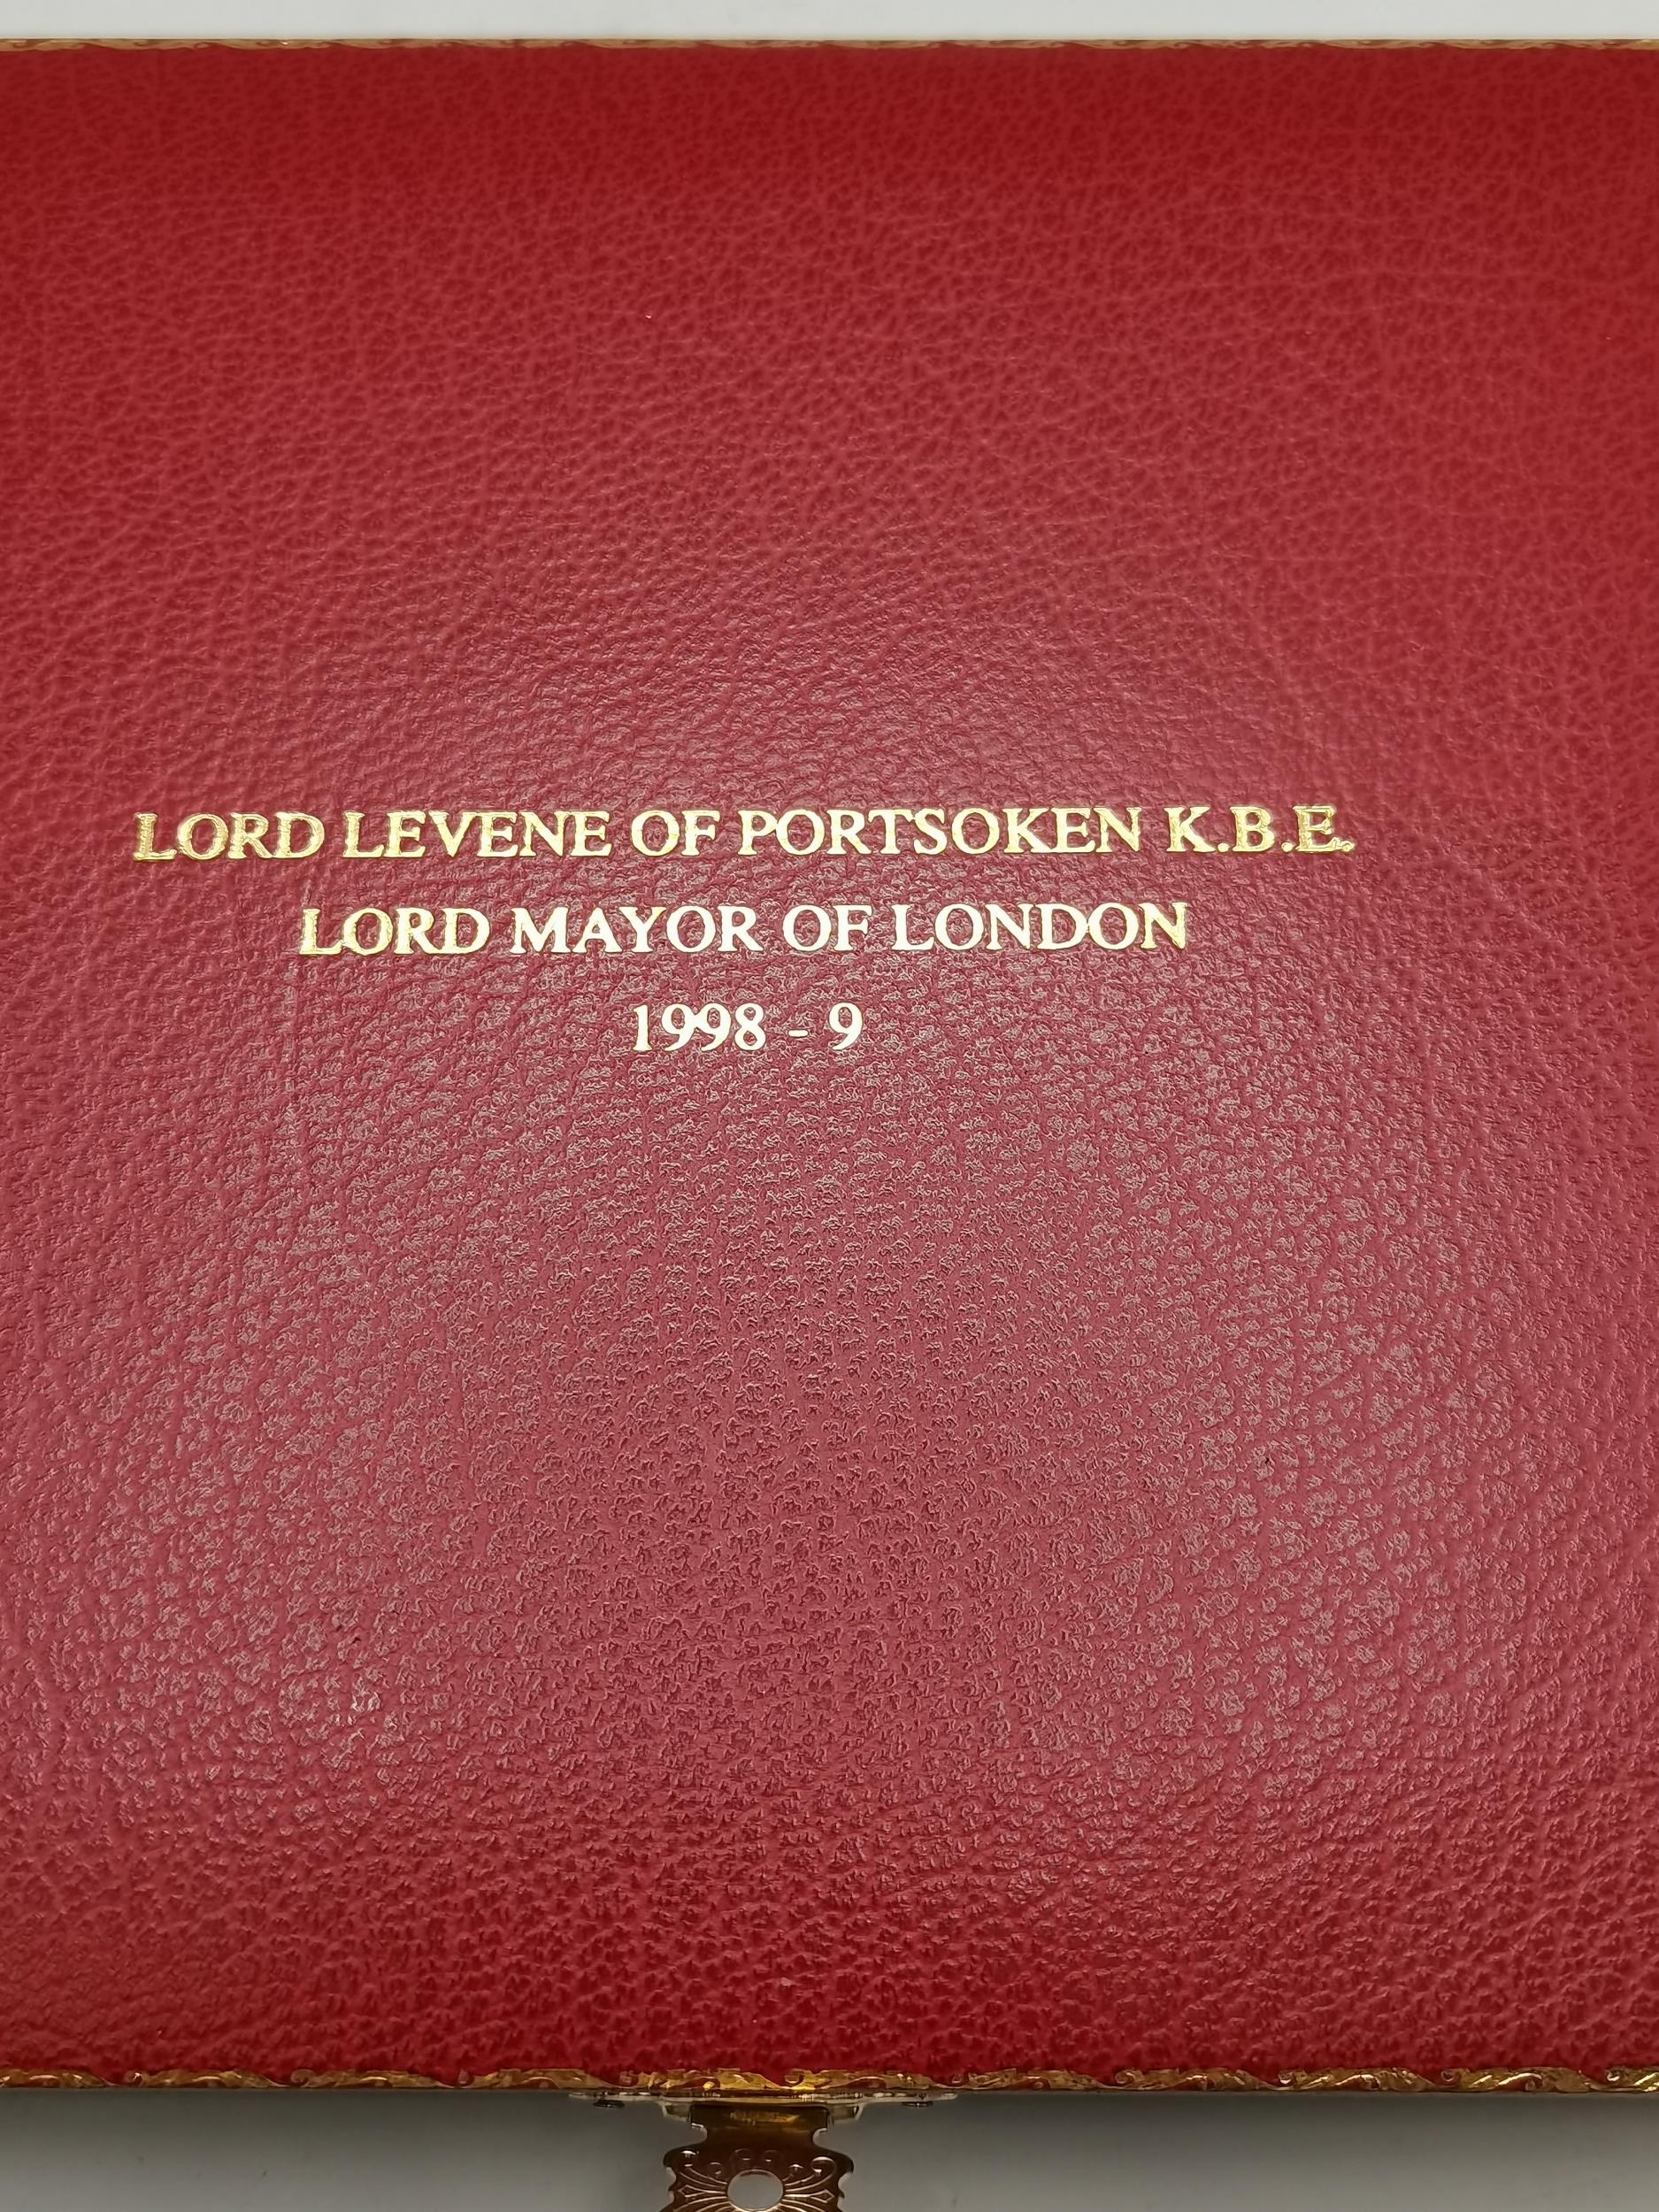 LORD LEVENE OF PORTSOKEN K.B.E.
LORD MAYOR OF LONDON
1998 - 9